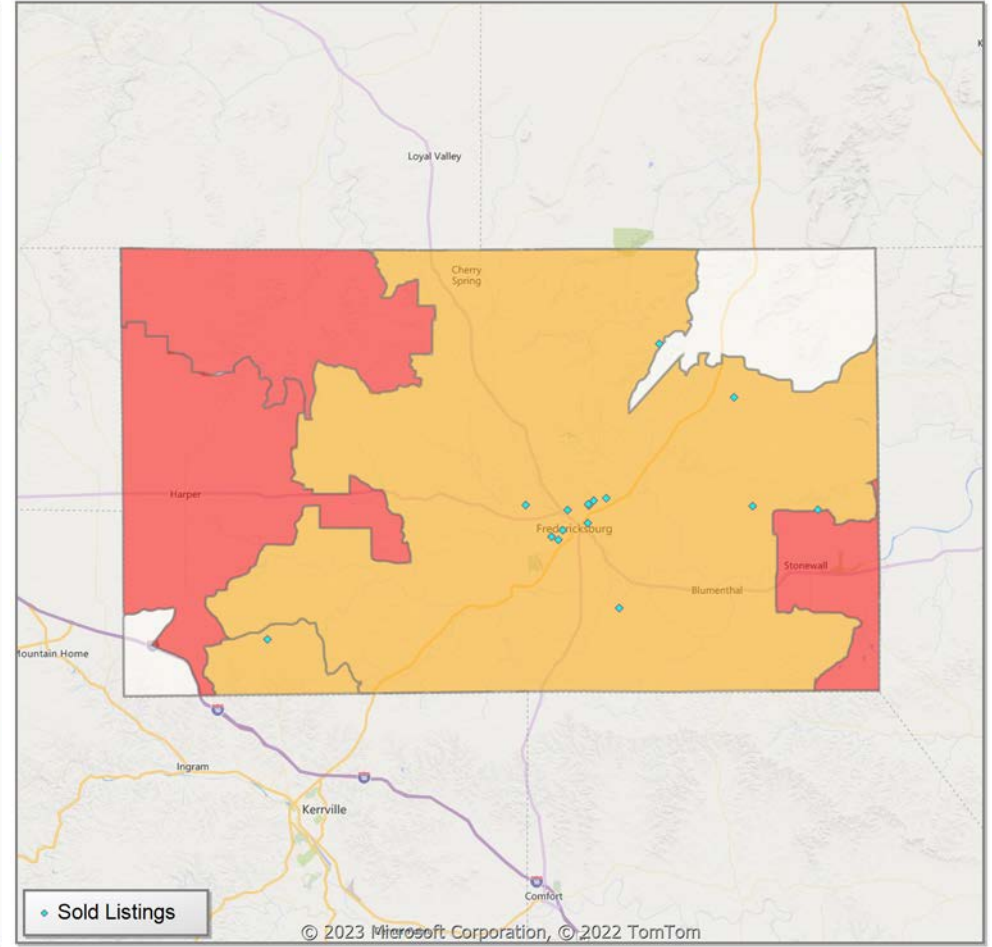 Loyal Valley
Cherry
Spring
Harper
Fredericksburg
Stonewall
Blumenthal
Mountain Home
Ingram
Kerrville
Comfort
Sold Listings
© 2023 Microsoft Corporation, © 2022 TomTom